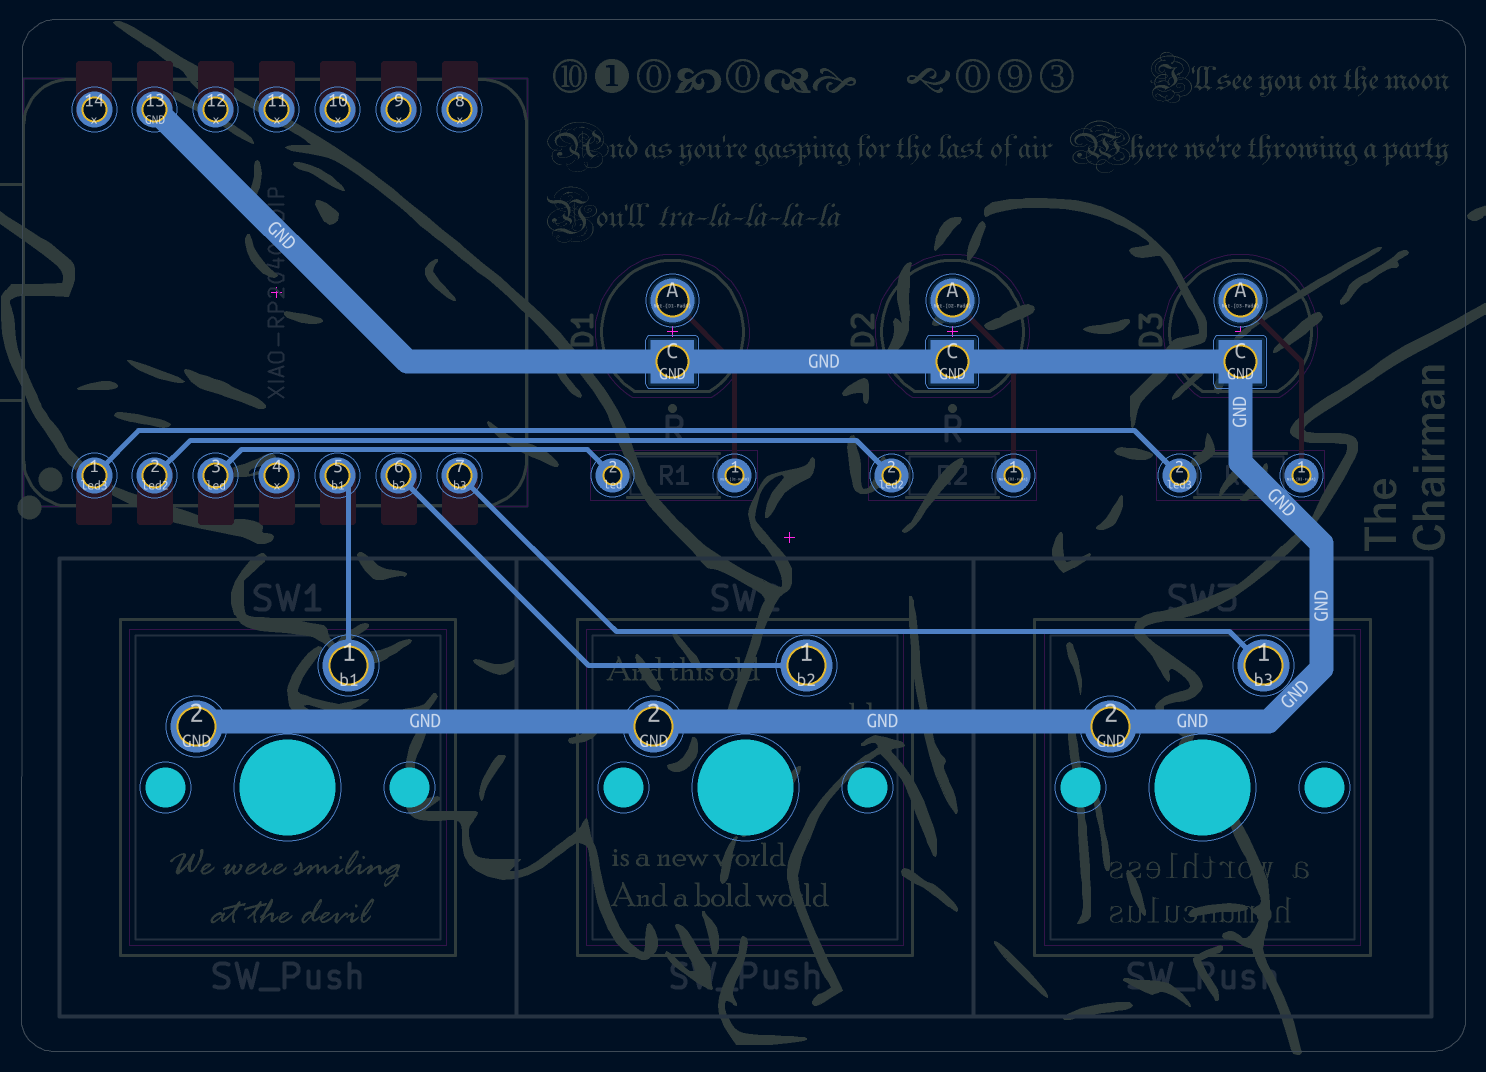 ⑩❶⓪ ⓪ ⓪⑨③
I'll see you on the moon
And as you're gasping for the last of air
Where we're throwing a party
You'll tra-la-la-la-la
14 13 12 11 10 9 8
x GND x x x x x
XIAO-RP2040-DIP
GND
D1 D2 D3
A A A
C C C
GND GND GND GND
GND
R R
1 2 3 4 5 6 7
led3 led2 led x b1 b2 b3
2 R1 1 2 R2 1 2 1
led led2 led3
GND
The
Chairman
SW1 SW3
GND
1 1 1
b1 b2 b3
And this old
GND
2 2 2
GND GND GND
GND GND GND
We were smiling
at the devil
is a new world
And a bold world
a worthless
homunculus
SW_Push SW_Push SW_Push